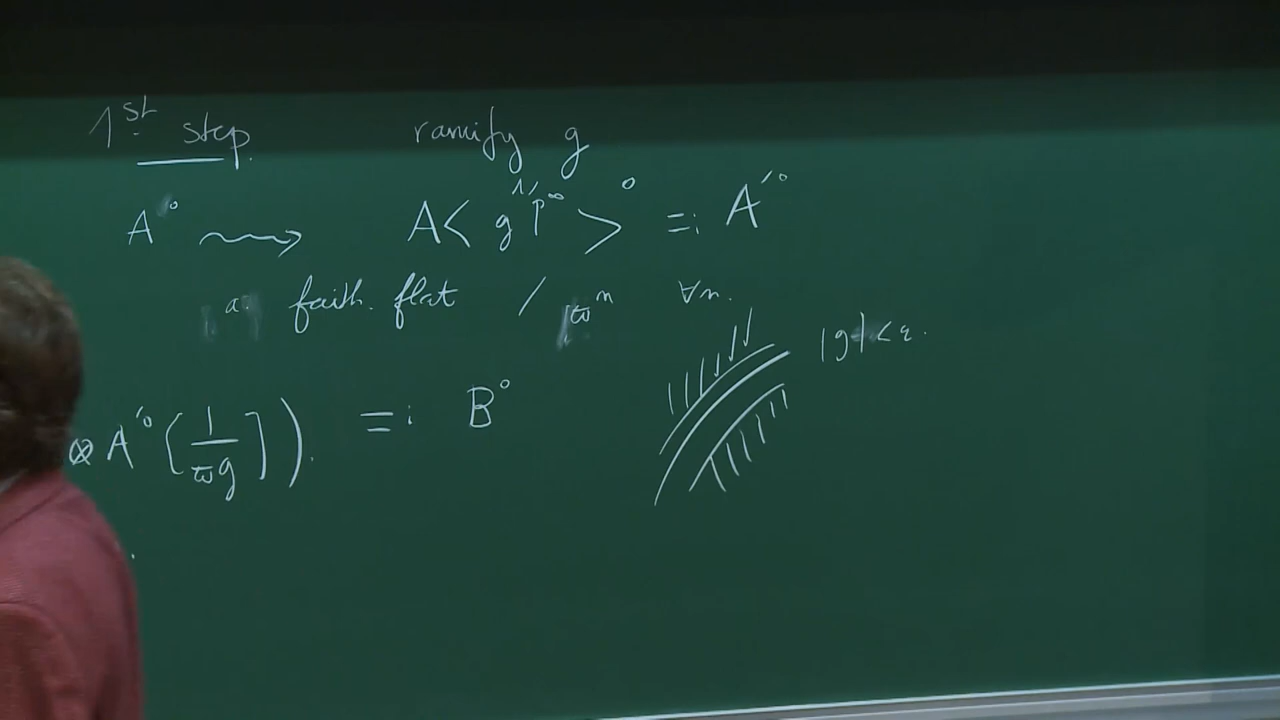 1st step. ramify g
A° ⇝ A< g^{1/p^∞} >° =: A'°
a. faith. flat / ϖ^n ∀n.
|g| < ε.
⊗ A'° [1/ϖg]). =: B°